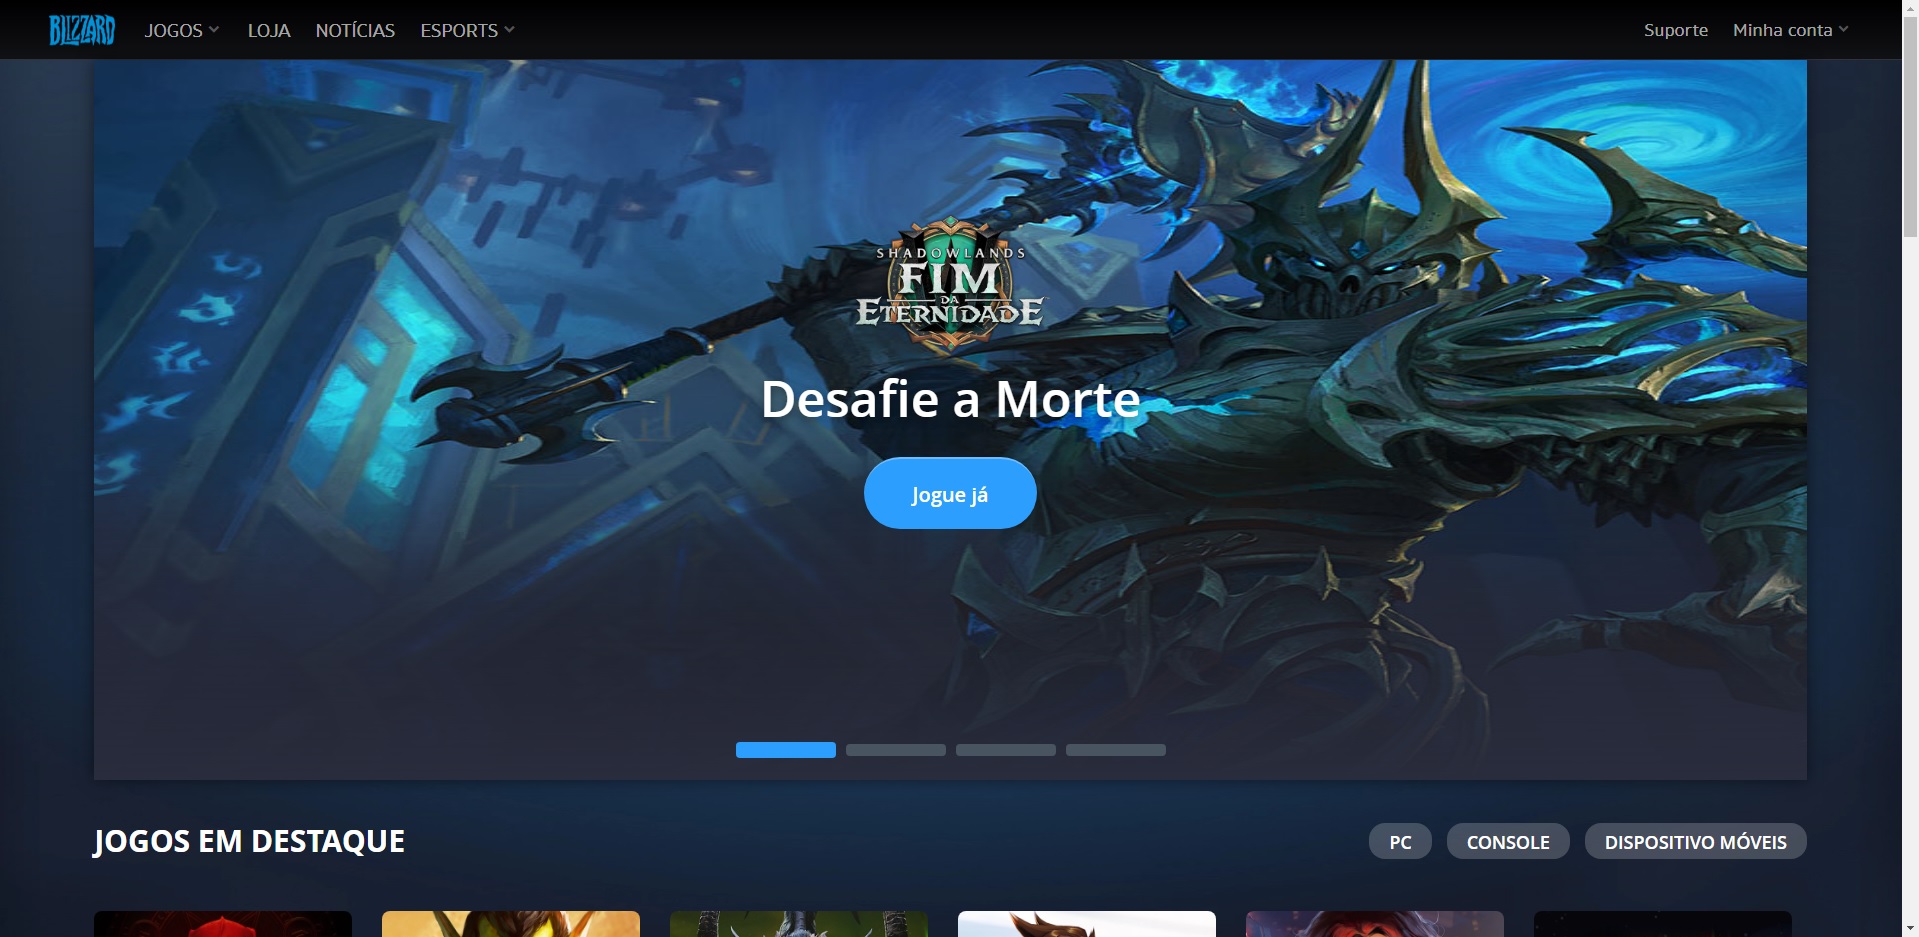 BLIZZARD
JOGOS
LOJA
NOTÍCIAS
ESPORTS
Suporte
Minha conta
SHADOWLANDS
FIM
DA
ETERNIDADE
Desafie a Morte
Jogue já
JOGOS EM DESTAQUE
PC
CONSOLE
DISPOSITIVO MÓVEIS